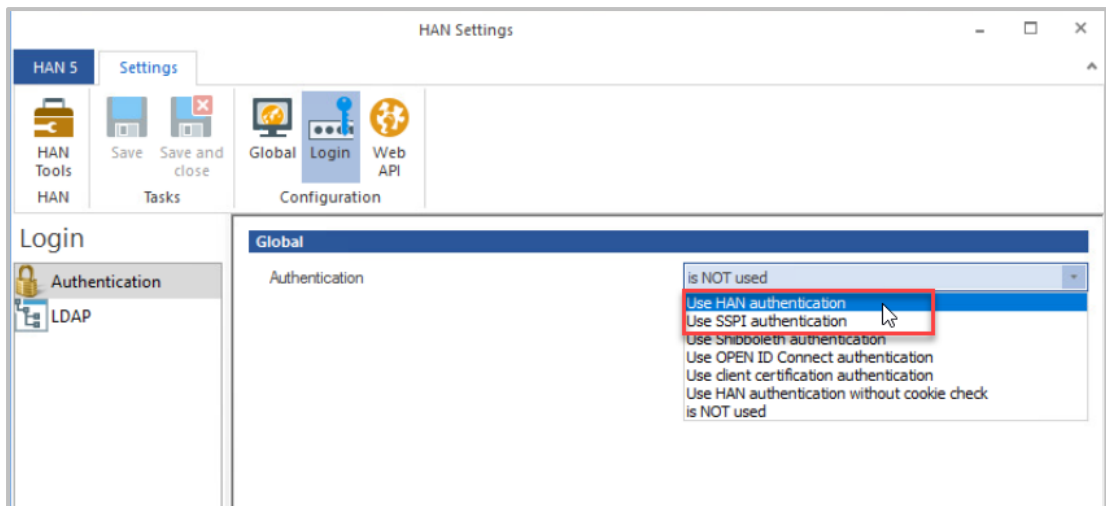 HAN Settings
HAN 5
Settings
HAN Tools
Save
Save and close
Global
Login
Web API
HAN
Tasks
Configuration
Login
Authentication
LDAP
Global
Authentication
is NOT used
Use HAN authentication
Use SSPI authentication
Use Shibboleth authentication
Use OPEN ID Connect authentication
Use client certification authentication
Use HAN authentication without cookie check
is NOT used